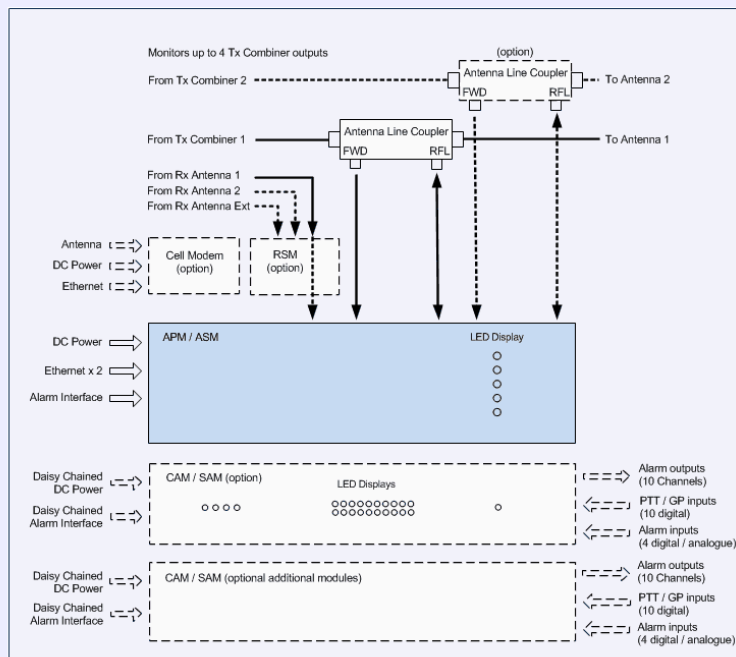 Monitors up to 4 Tx Combiner outputs
(option)
From Tx Combiner 2
Antenna Line Coupler
To Antenna 2
FWD
RFL
From Tx Combiner 1
Antenna Line Coupler
To Antenna 1
FWD
RFL
From Rx Antenna 1
From Rx Antenna 2
From Rx Antenna Ext
Antenna
DC Power
Ethernet
Cell Modem
(option)
RSM
(option)
APM / ASM
LED Display
DC Power
Ethernet x 2
Alarm Interface
Daisy Chained
DC Power
Daisy Chained
Alarm Interface
CAM / SAM (option)
LED Displays
Alarm outputs
(10 Channels)
PTT / GP inputs
(10 digital)
Alarm inputs
(4 digital / analogue)
Daisy Chained
DC Power
Daisy Chained
Alarm Interface
CAM / SAM (optional additional modules)
Alarm outputs
(10 Channels)
PTT / GP inputs
(10 digital)
Alarm inputs
(4 digital / analogue)